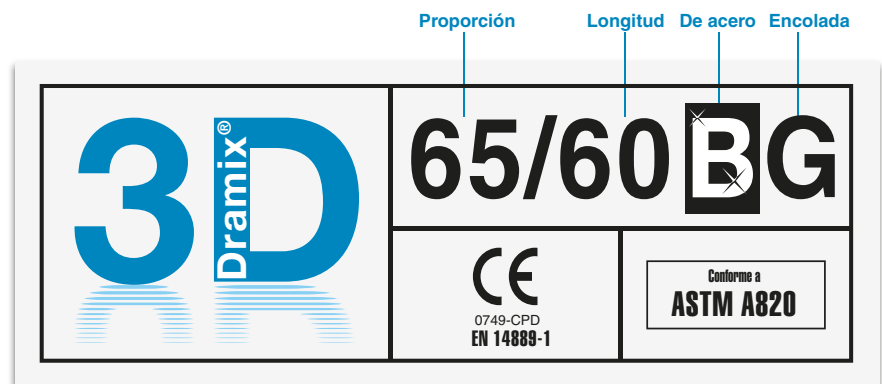 Proporción Longitud De acero Encolada
3D
Dramix®
65/60 BG
CE
0749-CPD
EN 14889-1
Conforme a
ASTM A820